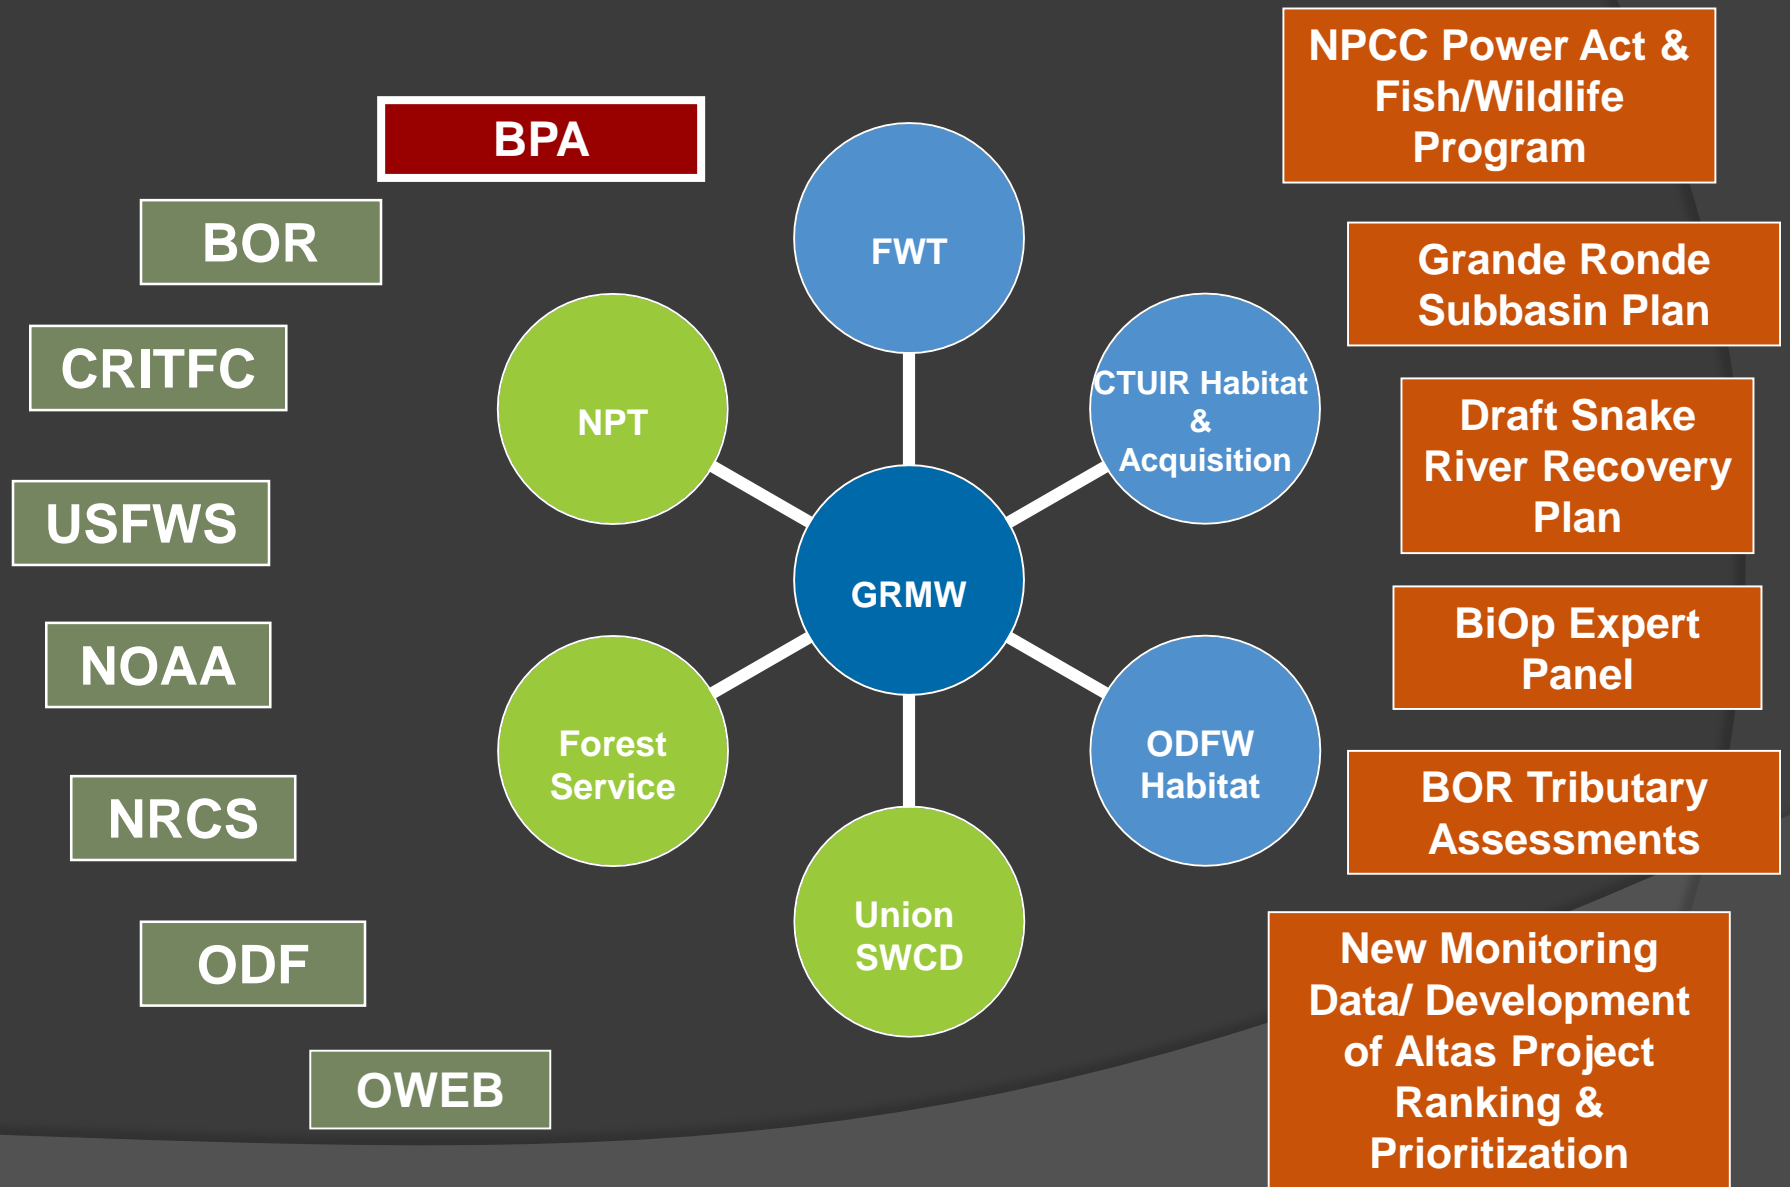 BPA
BOR
CRITFC
USFWS
NOAA
NRCS
ODF
OWEB
FWT
NPT
CTUIR Habitat
&
Acquisition
GRMW
Forest
Service
ODFW
Habitat
Union
SWCD
NPCC Power Act &
Fish/Wildlife
Program
Grande Ronde
Subbasin Plan
Draft Snake
River Recovery
Plan
BiOp Expert
Panel
BOR Tributary
Assessments
New Monitoring
Data/ Development
of Altas Project
Ranking &
Prioritization